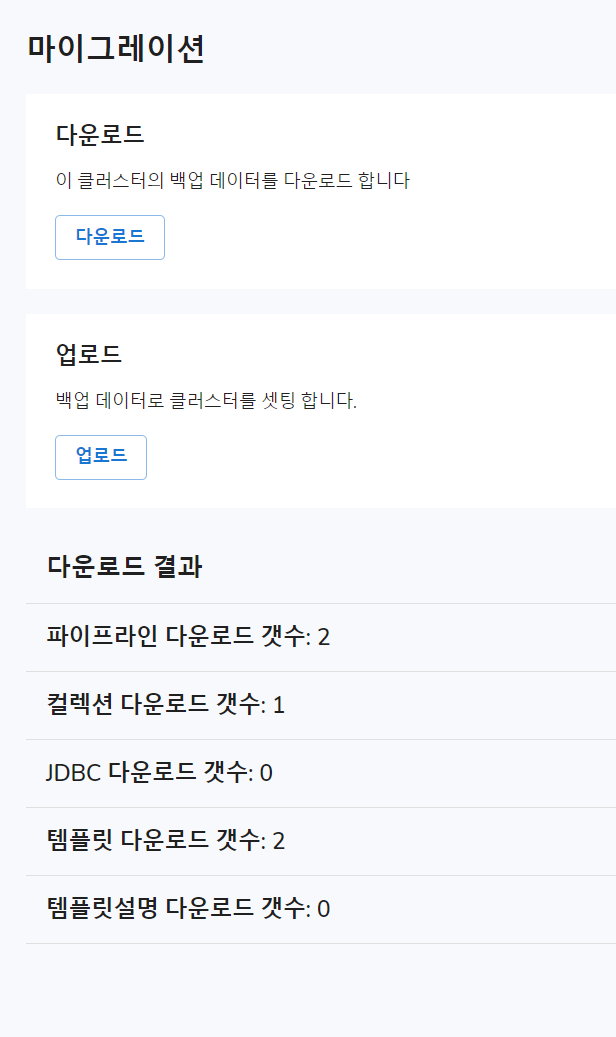 마이그레이션
다운로드
이 클러스터의 백업 데이터를 다운로드 합니다
다운로드
업로드
백업 데이터로 클러스터를 셋팅 합니다.
업로드
다운로드 결과
파이프라인 다운로드 갯수: 2
컬렉션 다운로드 갯수: 1
JDBC 다운로드 갯수: 0
템플릿 다운로드 갯수: 2
템플릿설명 다운로드 갯수: 0